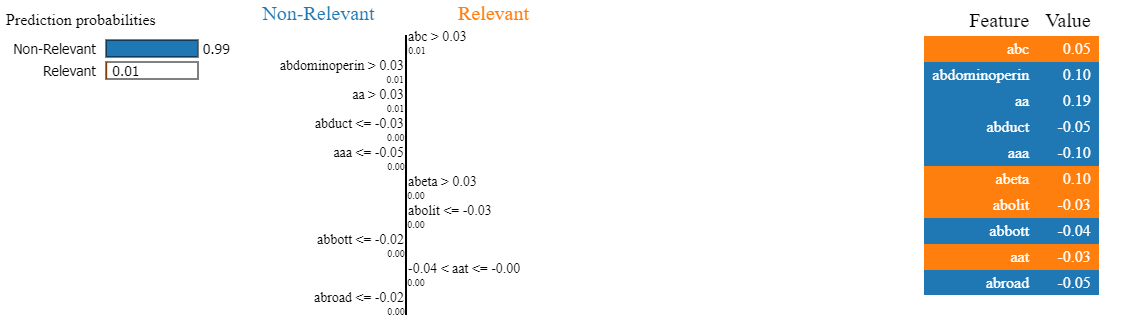 Prediction probabilities
Non-Relevant 0.99
Relevant 0.01
Non-Relevant Relevant
abc > 0.03
0.01
abdominoperin > 0.03
0.01
aa > 0.03
0.01
abduct <= -0.03
0.00
aaa <= -0.05
0.00
abeta > 0.03
0.00
abolit <= -0.03
0.00
abbott <= -0.02
0.00
-0.04 < aat <= -0.00
0.00
abroad <= -0.02
0.00
Feature Value
abc 0.05
abdominoperin 0.10
aa 0.19
abduct -0.05
aaa -0.10
abeta 0.10
abolit -0.03
abbott -0.04
aat -0.03
abroad -0.05